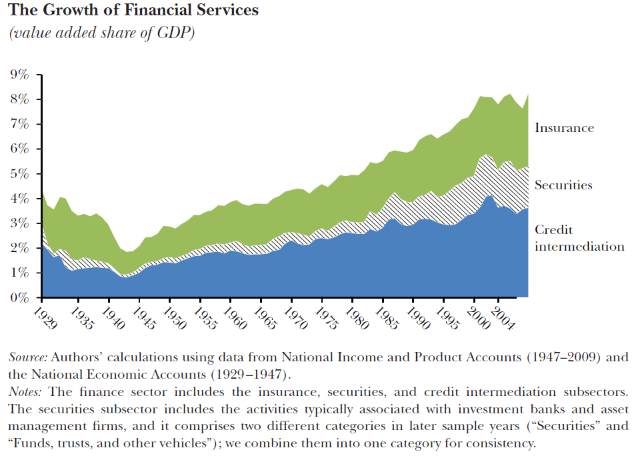 The Growth of Financial Services
(value added share of GDP)
9%
8%
7%
6%
5%
4%
3%
2%
1%
0%
Insurance
Securities
Credit
intermediation
1929
1935
1940
1945
1950
1955
1960
1965
1970
1975
1980
1985
1990
1995
2000
2004
Source: Authors’ calculations using data from National Income and Product Accounts (1947–2009) and
the National Economic Accounts (1929–1947).
Notes: The finance sector includes the insurance, securities, and credit intermediation subsectors.
The securities subsector includes the activities typically associated with investment banks and asset
management firms, and it comprises two different categories in later sample years (“Securities” and
“Funds, trusts, and other vehicles”); we combine them into one category for consistency.